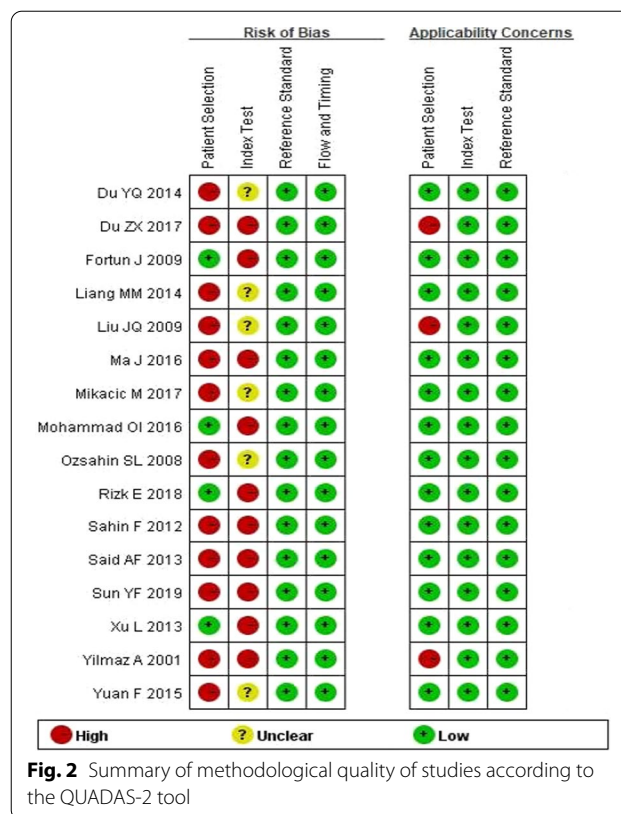 Risk of Bias Applicability Concerns
Patient Selection
Index Test
Reference Standard
Flow and Timing
Patient Selection
Index Test
Reference Standard
Du YQ 2014 - ? + + + + +
Du ZX 2017 - - + + - + +
Fortun J 2009 + - + + + + +
Liang MM 2014 - ? + + + + +
Liu JQ 2009 - ? + + - + +
Ma J 2016 - - + + + + +
Mikacic M 2017 - ? + + + + +
Mohammad OI 2016 + - + + + + +
Ozsahin SL 2008 - ? + + + + +
Rizk E 2018 + - + + + + +
Sahin F 2012 - - + + + + +
Said AF 2013 - - + + + + +
Sun YF 2019 - - + + + + +
Xu L 2013 + - + + + + +
Yilmaz A 2001 - - + + - + +
Yuan F 2015 - ? + + + + +
- High ? Unclear + Low
Fig. 2 Summary of methodological quality of studies according to
the QUADAS-2 tool